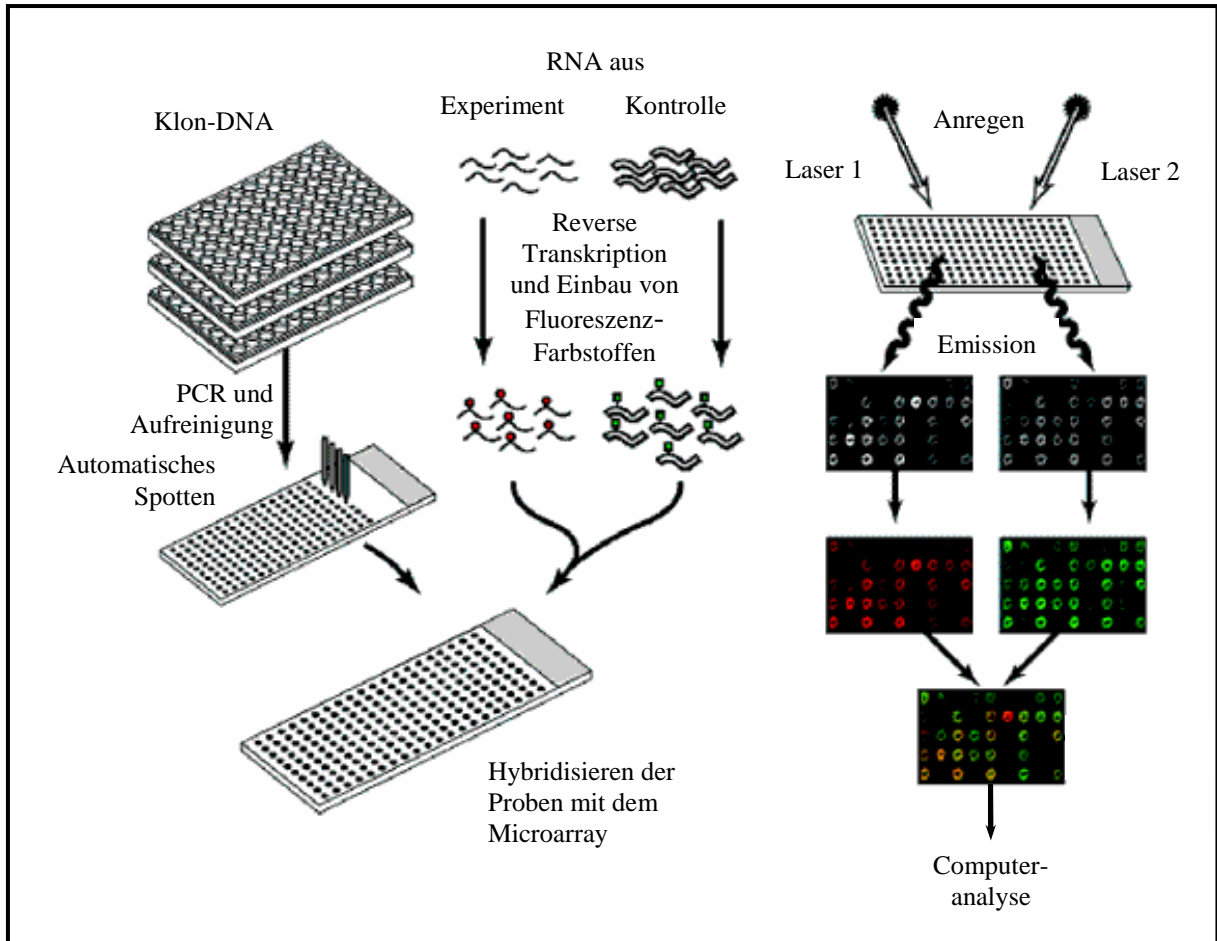 Klon-DNA
PCR und
Aufreinigung
Automatisches
Spotten
RNA aus
Experiment
Kontrolle
Reverse
Transkription
und Einbau von
Fluoreszenz-
Farbstoffen
Hybridisieren der
Proben mit dem
Microarray
Anregen
Laser 1
Laser 2
Emission
Computer-
analyse